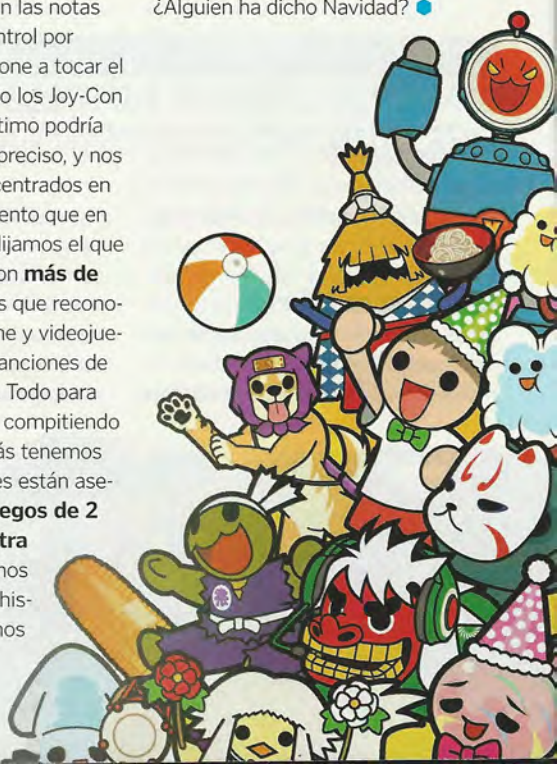 n las notas
ntrol por
one a tocar el
o los Joy-Con
timo podría
preciso, y nos
centrados en
ento que en
lijamos el que
on más de
s que recono-
ne y videojue-
anciones de
Todo para
compitiendo
ás tenemos
es están ase-
egos de 2
tra
nos
his-
nos
¿Alguien ha dicho Navidad?